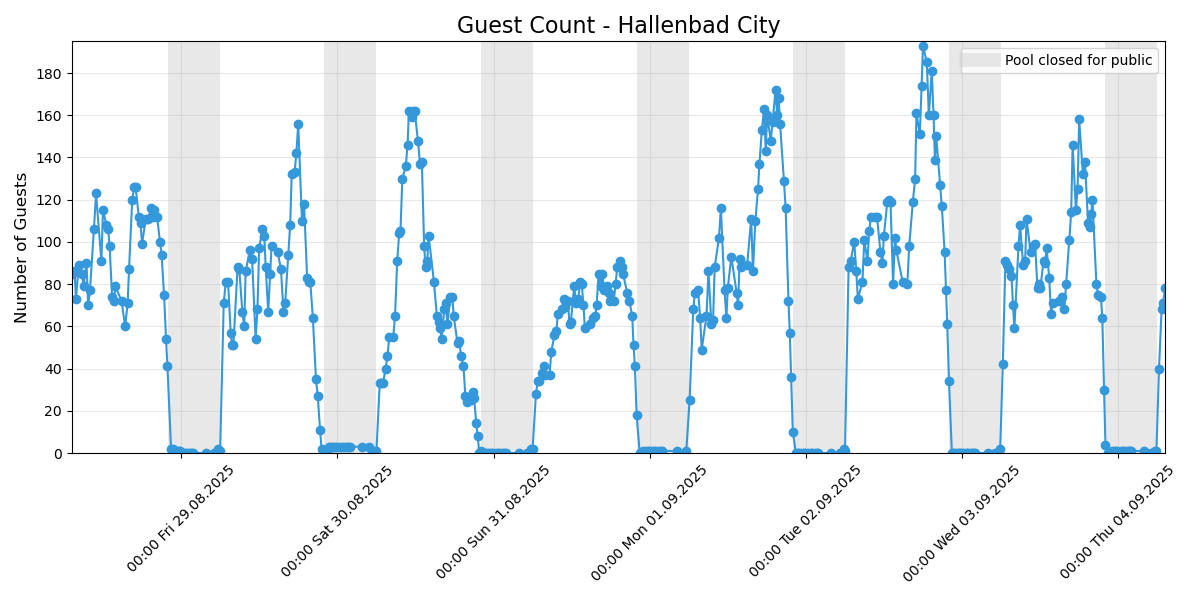 Guest Count - Hallenbad City
Pool closed for public
Number of Guests
180
160
140
120
100
80
60
40
20
0
00:00 Fri 29.08.2025
00:00 Sat 30.08.2025
00:00 Sun 31.08.2025
00:00 Mon 01.09.2025
00:00 Tue 02.09.2025
00:00 Wed 03.09.2025
00:00 Thu 04.09.2025